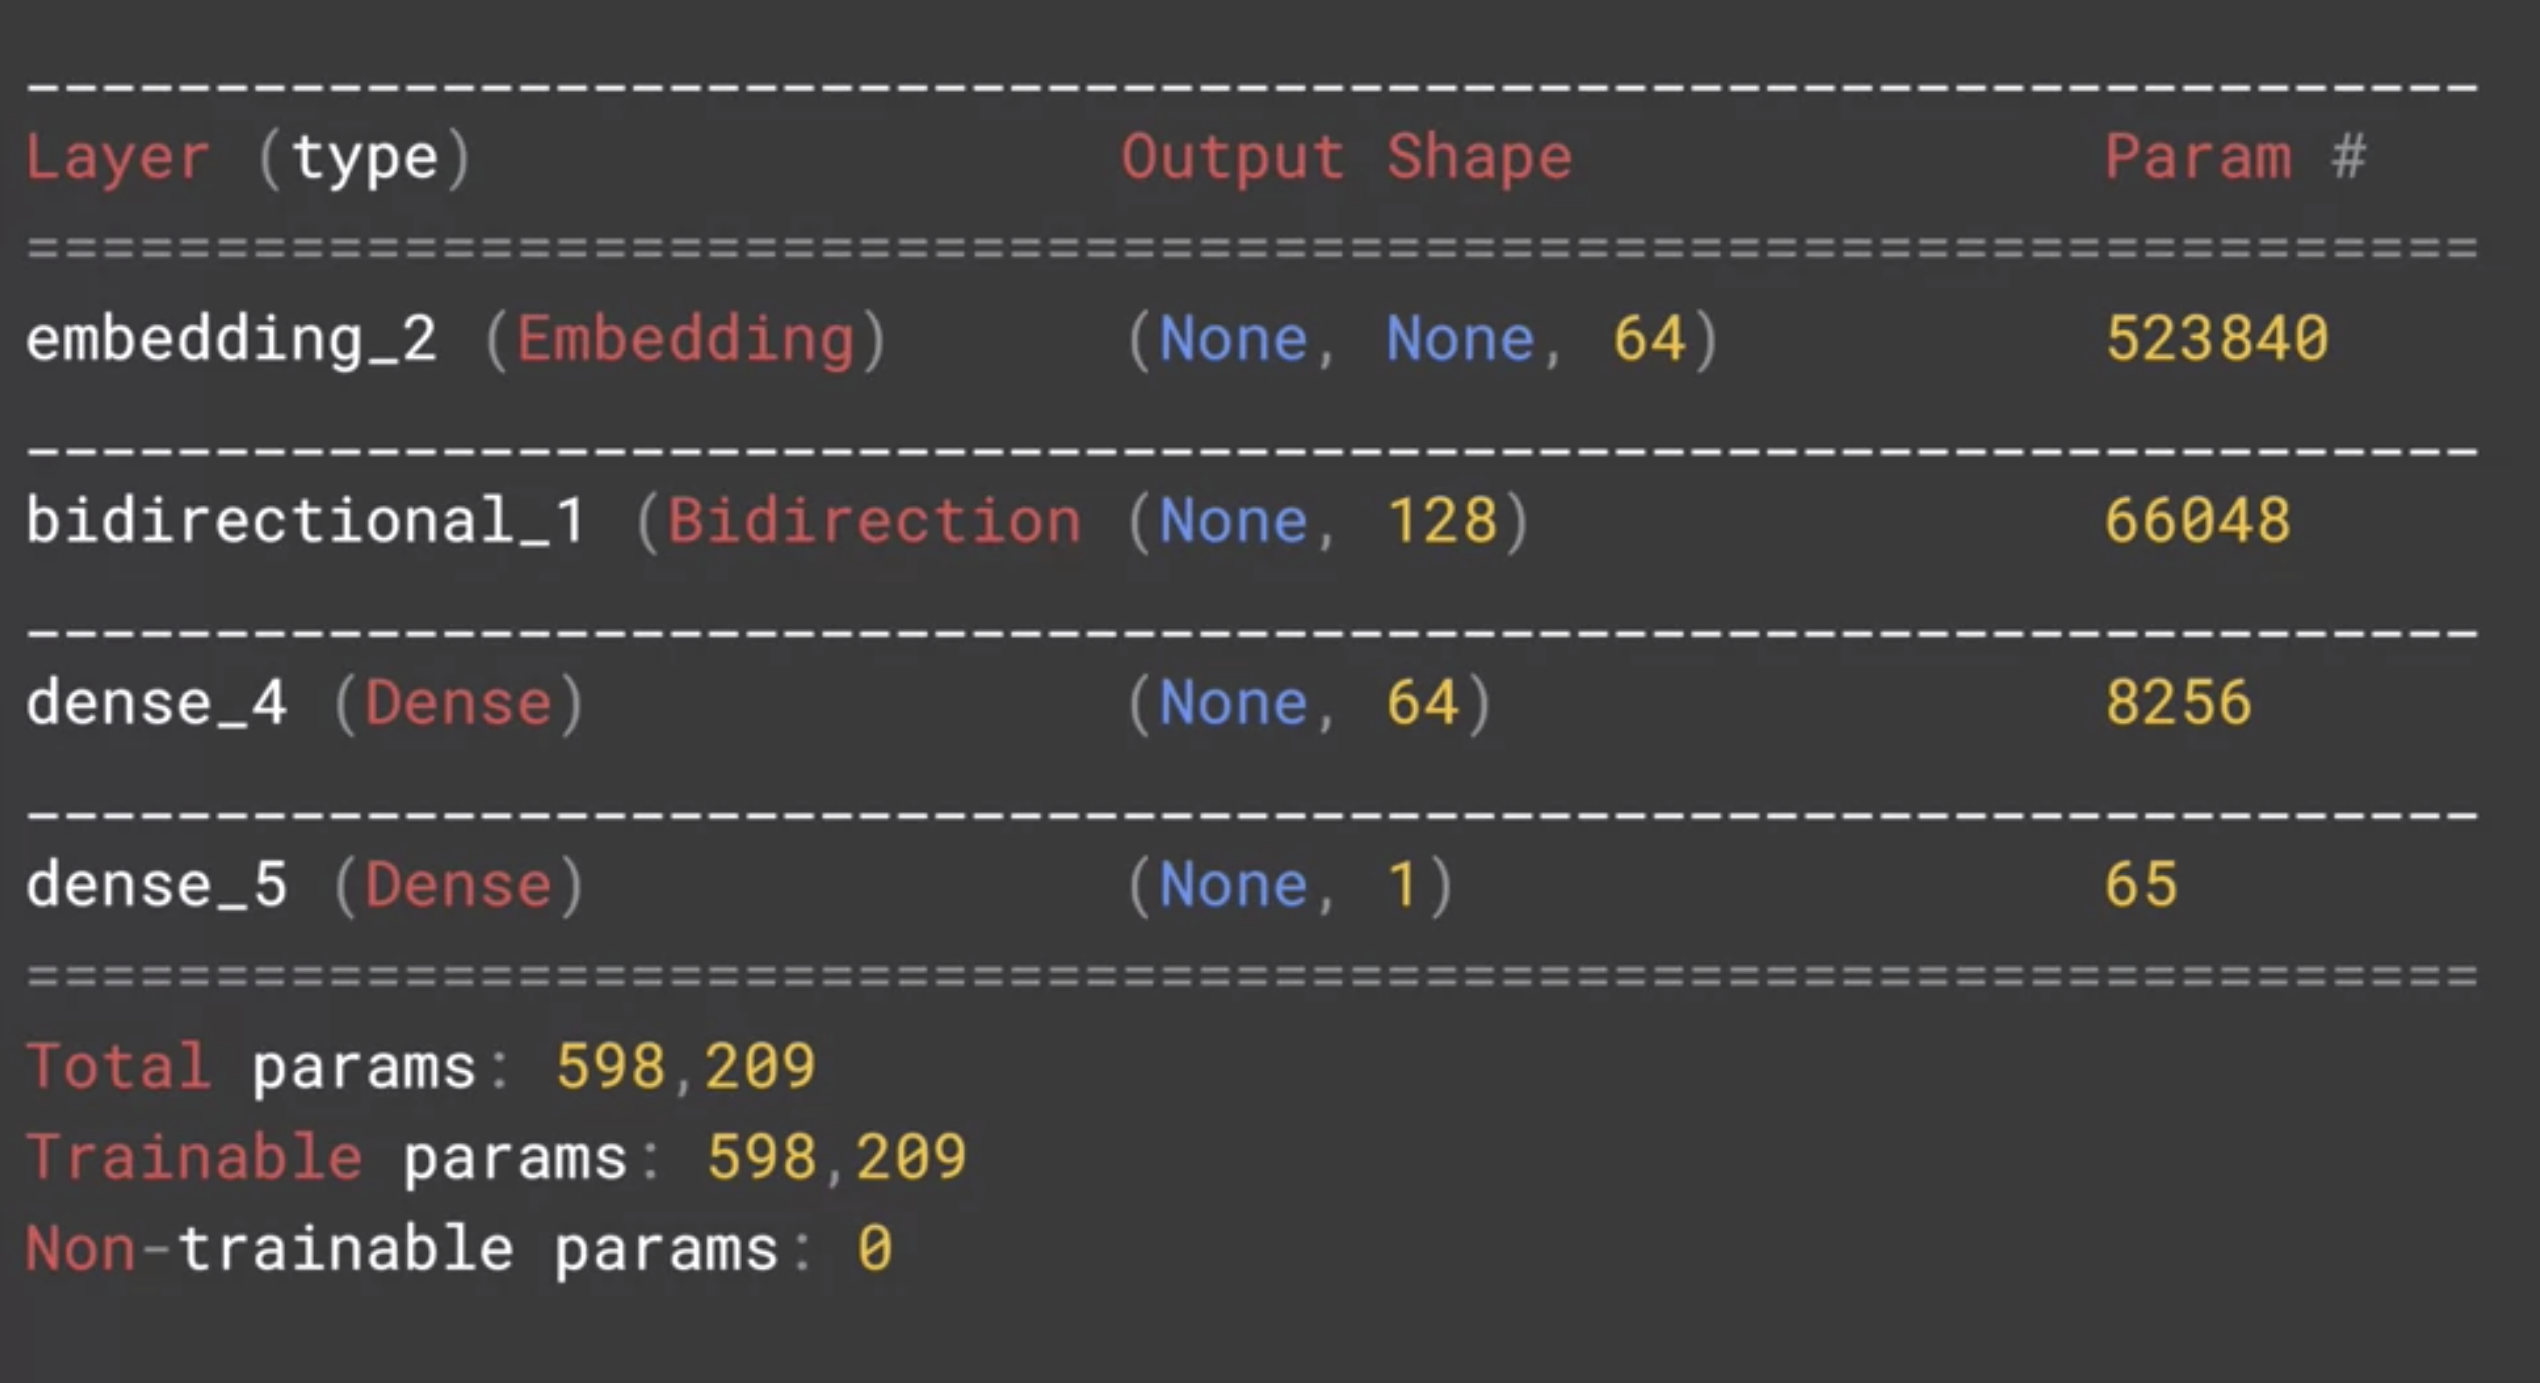 _________________________________________________________________
Layer (type)                 Output Shape              Param #
=================================================================
embedding_2 (Embedding)      (None, None, 64)          523840
_________________________________________________________________
bidirectional_1 (Bidirection (None, 128)               66048
_________________________________________________________________
dense_4 (Dense)              (None, 64)                8256
_________________________________________________________________
dense_5 (Dense)              (None, 1)                 65
=================================================================
Total params: 598,209
Trainable params: 598,209
Non-trainable params: 0